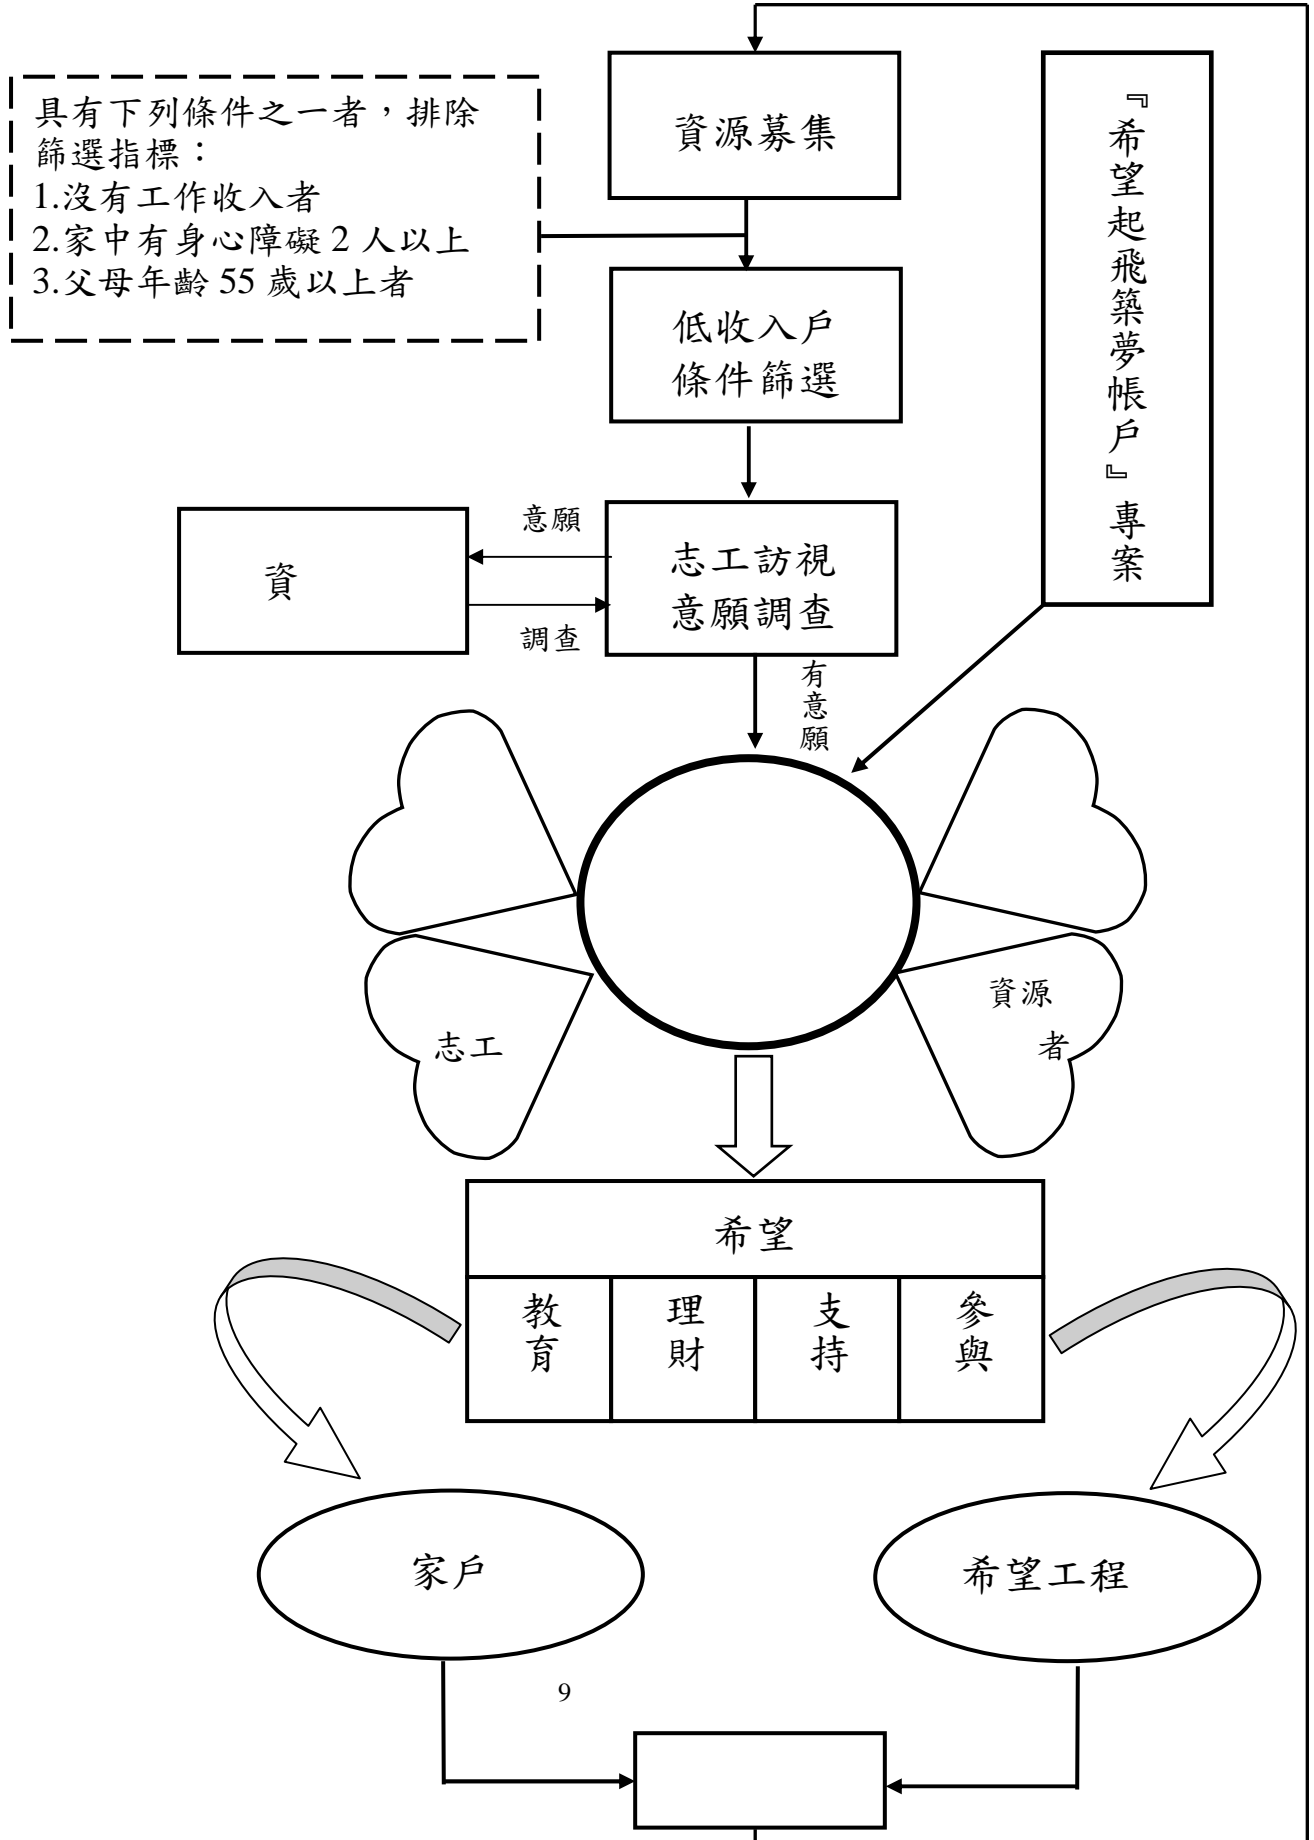 資源募集
『希望起飛築夢帳戶』專案
具有下列條件之一者，排除
篩選指標：
1.沒有工作收入者
2.家中有身心障礙 2 人以上
3.父母年齡 55 歲以上者
低收入戶
條件篩選
意願
資
志工訪視
意願調查
調查
有意願
資源
者
志工
希望
教育
理財
支持
參與
家戶
希望工程
9